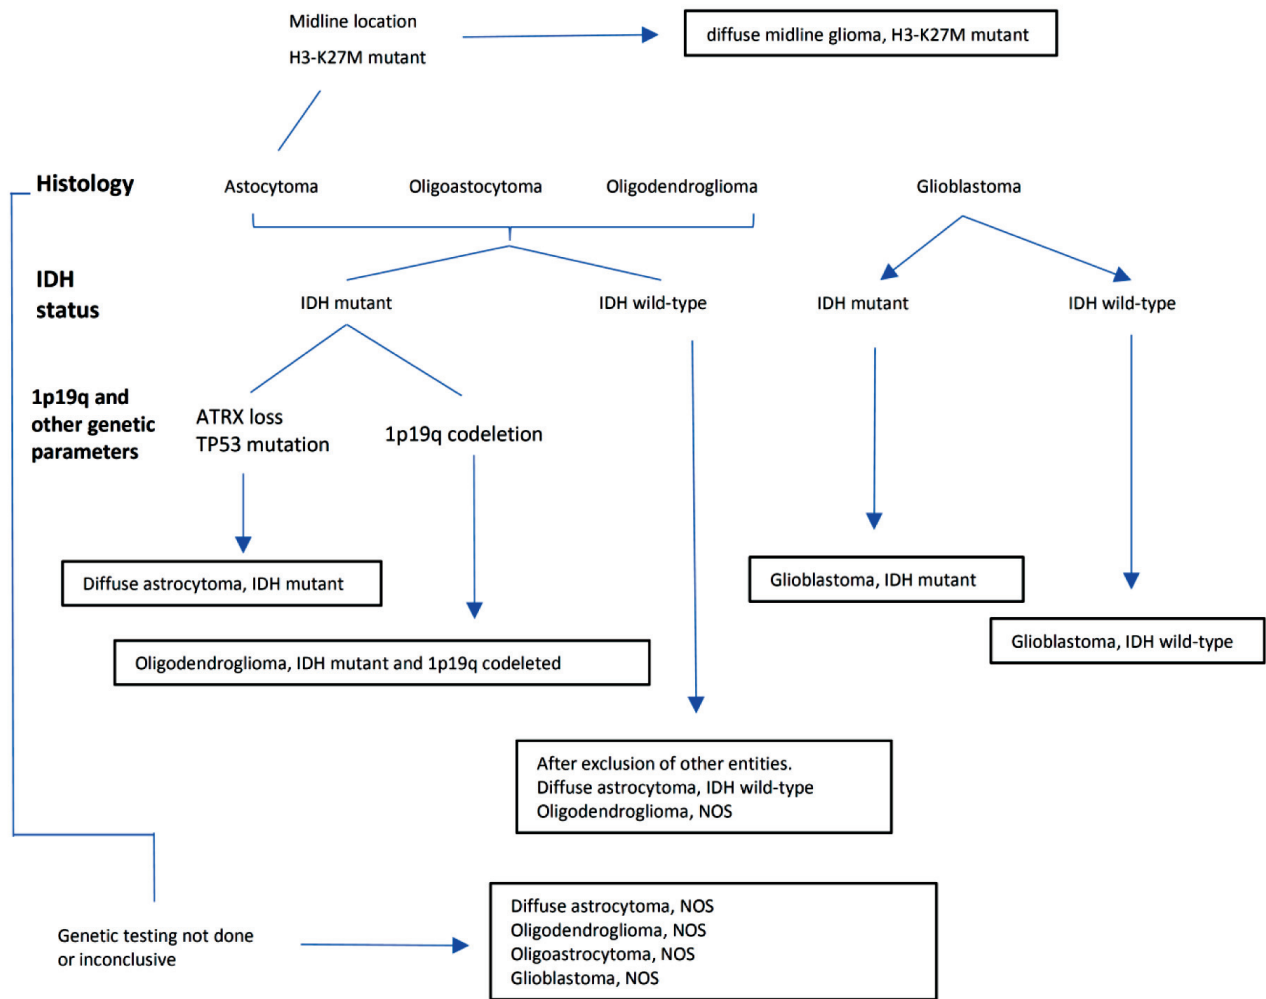 Midline location
H3-K27M mutant
diffuse midline glioma, H3-K27M mutant
Histology
Astocytoma
Oligoastocytoma
Oligodendroglioma
Glioblastoma
IDH
status
IDH mutant
IDH wild-type
IDH mutant
IDH wild-type
1p19q and
other genetic
parameters
ATRX loss
TP53 mutation
1p19q codeletion
Diffuse astrocytoma, IDH mutant
Glioblastoma, IDH mutant
Glioblastoma, IDH wild-type
Oligodendroglioma, IDH mutant and 1p19q codeleted
After exclusion of other entities.
Diffuse astrocytoma, IDH wild-type
Oligodendroglioma, NOS
Genetic testing not done
or inconclusive
Diffuse astrocytoma, NOS
Oligodendroglioma, NOS
Oligoastrocytoma, NOS
Glioblastoma, NOS